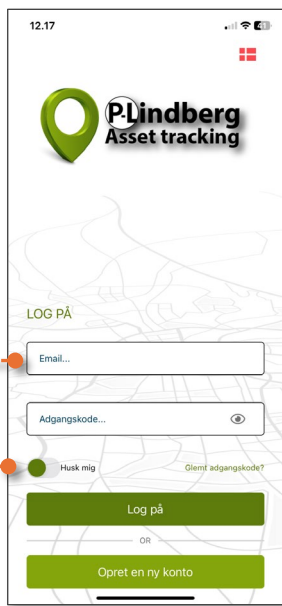 12.17
41
P-Lindberg
Asset tracking
LOG PÅ
Email...
Adgangskode...
Husk mig
Glemt adgangskode?
Log på
OR
Opret en ny konto